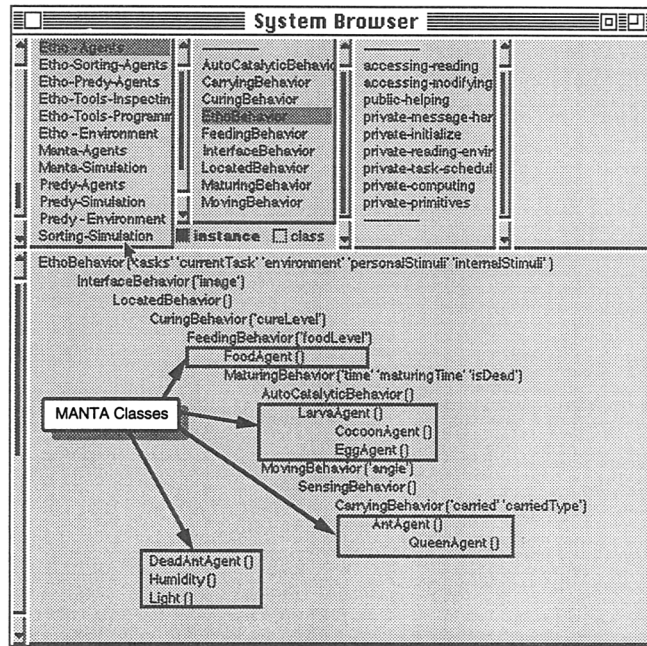 System Browser
Etho - Agents
Etho-Sorting-Agents
Etho-Predy-Agents
Etho-Tools-Inspectin
Etho-Tools-Programm
Etho - Environment
Manta-Agents
Manta-Simulation
Predy-Agents
Predy-Simulation
Predy - Environment
Sorting-Simulation
AutoCatalyticBehavio
CarryingBehavior
CuringBehavior
EthoBehavior
FeedingBehavior
InterfaceBehavior
LocatedBehavior
MaturingBehavior
MovingBehavior
instance class
accessing-reading
accessing-modifying
public-helping
private-message-har
private-initialize
private-reading-envir
private-task-schedul
private-computing
private-primitives
EthoBehavior ('tasks' 'currentTask' 'environment' 'personalStimuli' 'internalStimuli' )
InterfaceBehavior ('image')
LocatedBehavior ()
CuringBehavior ('cureLevel')
FeedingBehavior ('foodLevel')
FoodAgent ()
MaturingBehavior ('time' 'maturingTime' 'isDead')
AutoCatalyticBehavior ()
MANTA Classes
LarvaAgent ()
CocoonAgent ()
EggAgent ()
MovingBehavior ('angle')
SensingBehavior ()
CarryingBehavior ('carried' 'carriedType')
AntAgent ()
QueenAgent ()
DeadAntAgent ()
Humidity ()
Light ()